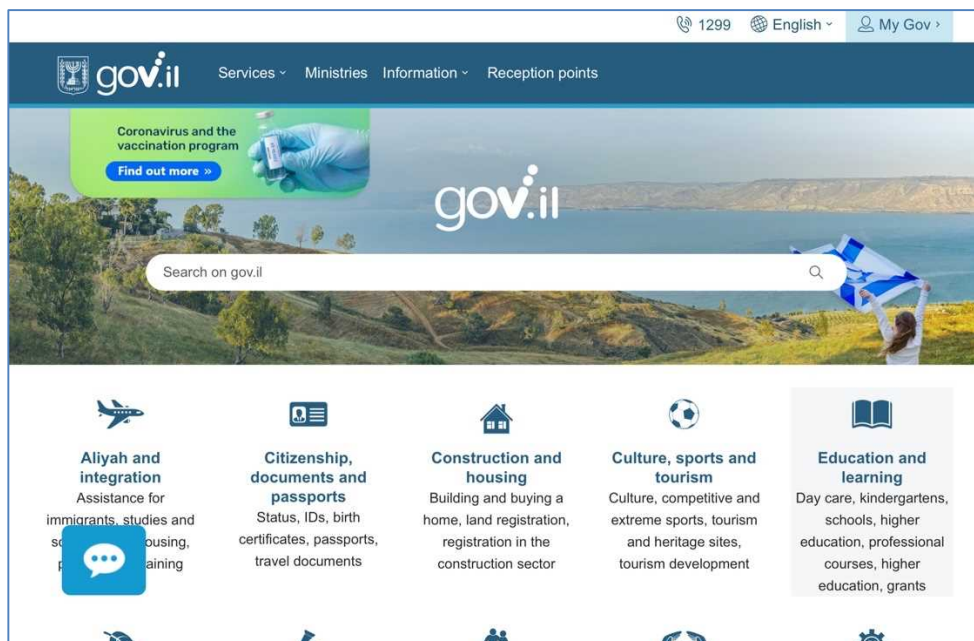 1299 English My Gov
gov.il Services Ministries Information Reception points
Coronavirus and the
vaccination program
Find out more »
gov.il
Search on gov.il
Aliyah and
integration
Assistance for
immigrants, studies and
Citizenship,
documents and
passports
Status, IDs, birth
certificates, passports,
travel documents
Construction and
housing
Building and buying a
home, land registration,
registration in the
construction sector
Culture, sports and
tourism
Culture, competitive and
extreme sports, tourism
and heritage sites,
tourism development
Education and
learning
Day care, kindergartens,
schools, higher
education, professional
courses, higher
education, grants